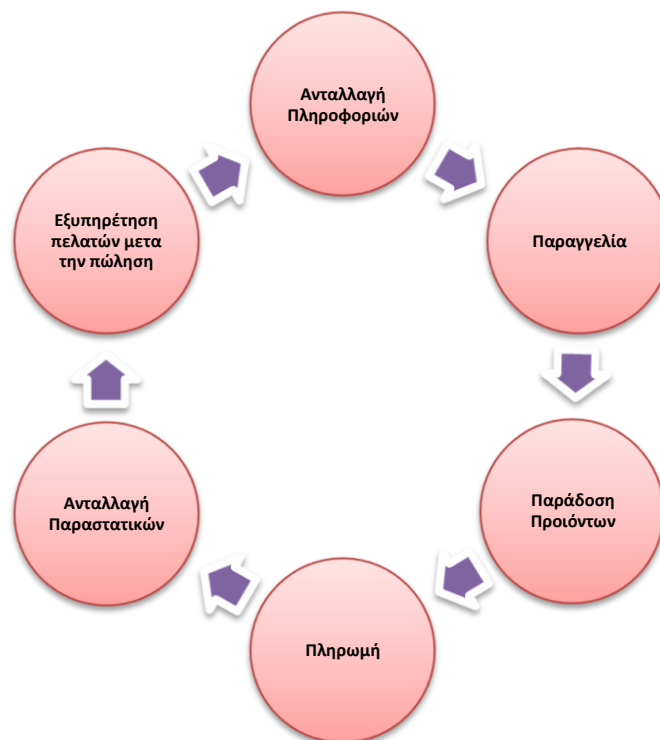 Ανταλλαγή
Πληροφοριών
Παραγγελία
Παράδοση
Προιόντων
Πληρωμή
Ανταλλαγή
Παραστατικών
Εξυπηρέτηση
πελατών μετα
την πώληση